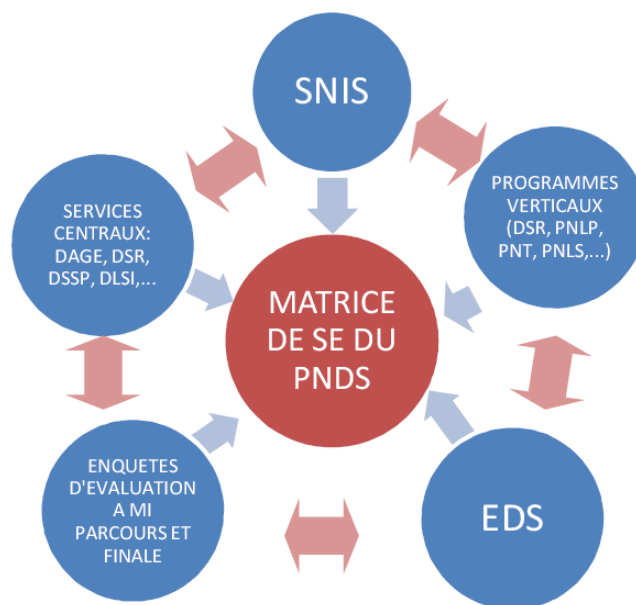 SNIS
PROGRAMMES
VERTICAUX
(DSR, PNLP,
PNT, PNLS,...)
SERVICES
CENTRAUX:
DAGE, DSR,
DSSP, DLSI,...
MATRICE
DE SE DU
PNDS
ENQUETES
D'EVALUATION
A MI
PARCOURS ET
FINALE
EDS